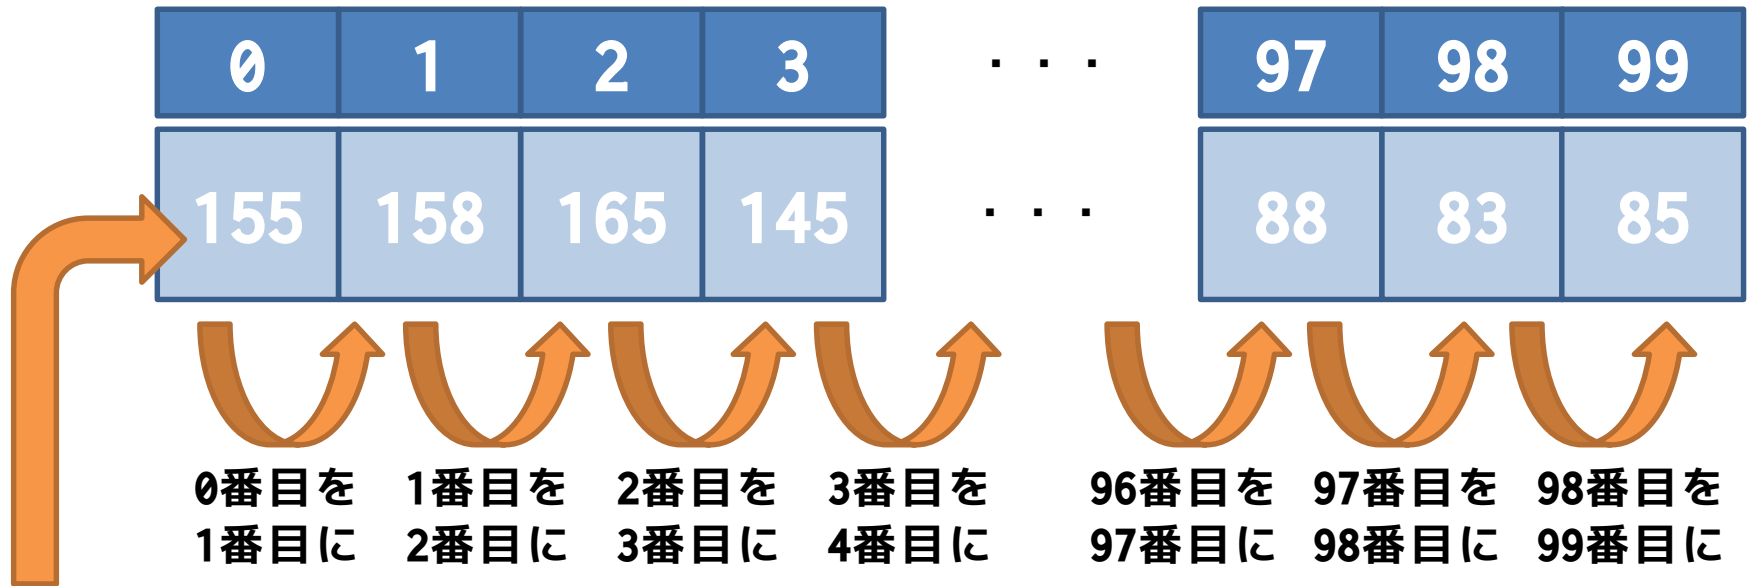 0 1 2 3 ・・・ 97 98 99
155 158 165 145 ・・・ 88 83 85
0番目を 1番目を 2番目を 3番目を 96番目を 97番目を 98番目を
1番目に 2番目に 3番目に 4番目に 97番目に 98番目に 99番目に